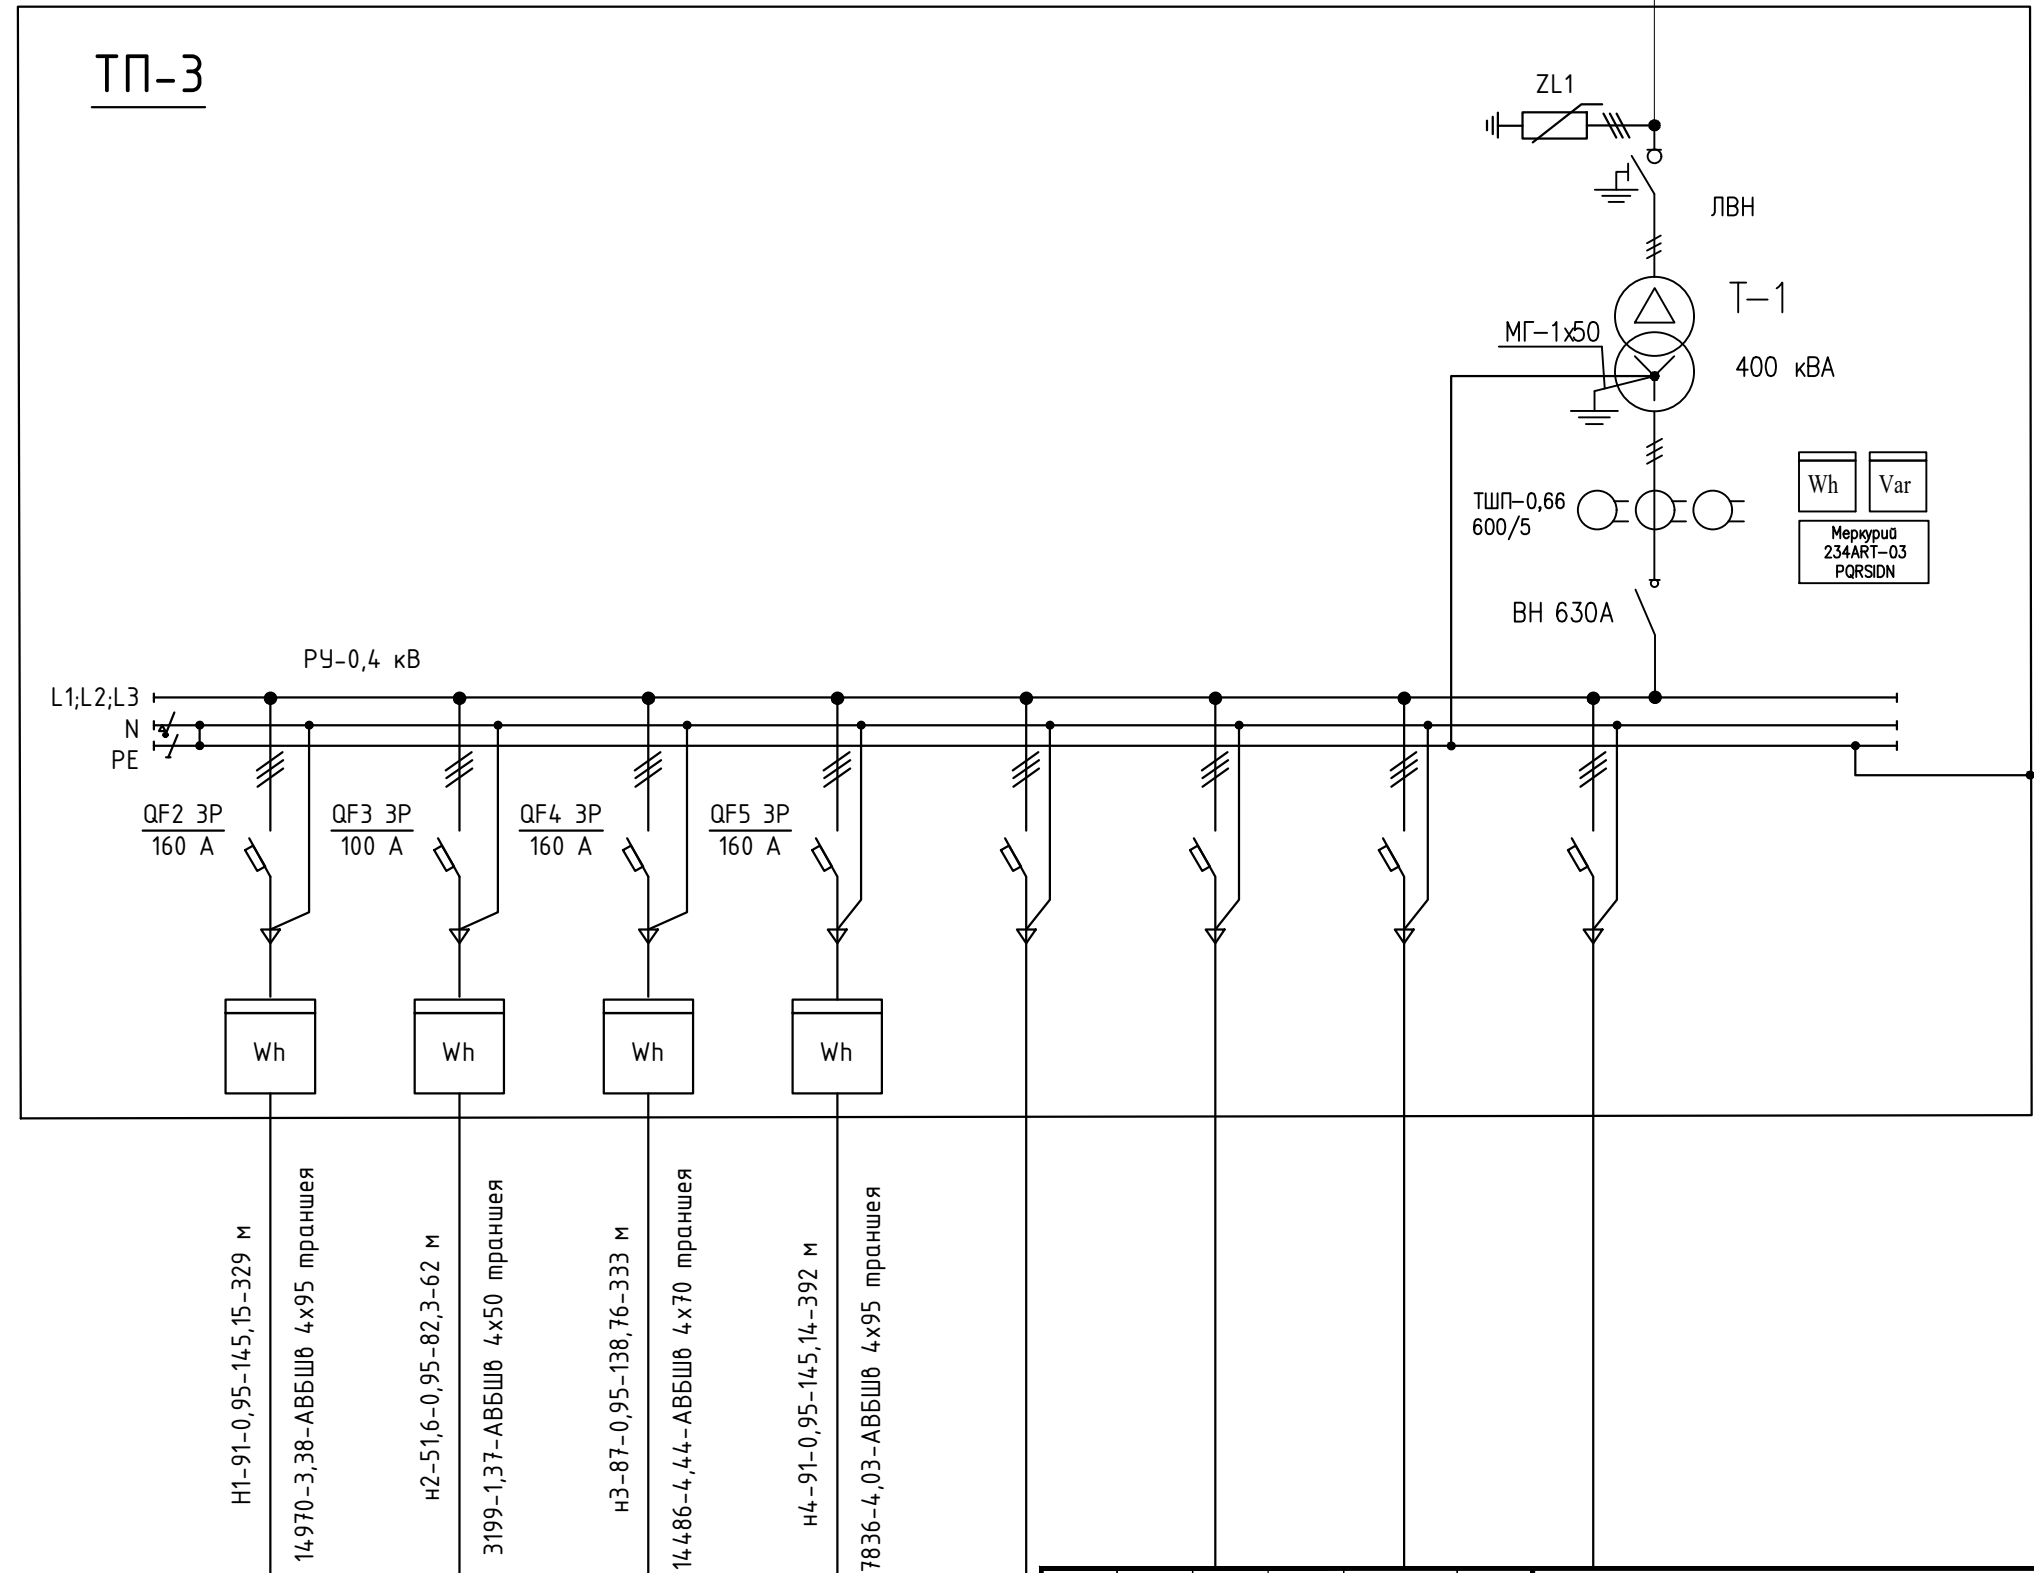 ТП-3
ZL1
ЛВН
Т-1
МГ-1x50
400 кВА
ТШП-0,66
600/5
Wh
Var
Меркурий
234ART-03
PQRSIDN
ВН 630А
РУ-0,4 кВ
L1;L2;L3
N
PE
QF2 3P
160 А
QF3 3P
100 А
QF4 3P
160 А
QF5 3P
160 А
Wh
Wh
Wh
Wh
Н1-91-0,95-145,15-329 м
14970-3,38-АВБШв 4х95 траншея
н2-51,6-0,95-82,3-62 м
3199-1,37-АВБШв 4х50 траншея
н3-87-0,95-138,76-333 м
14486-4,44-АВБШв 4х70 траншея
н4-91-0,95-145,14-392 м
7836-4,03-АВБШв 4х95 траншея